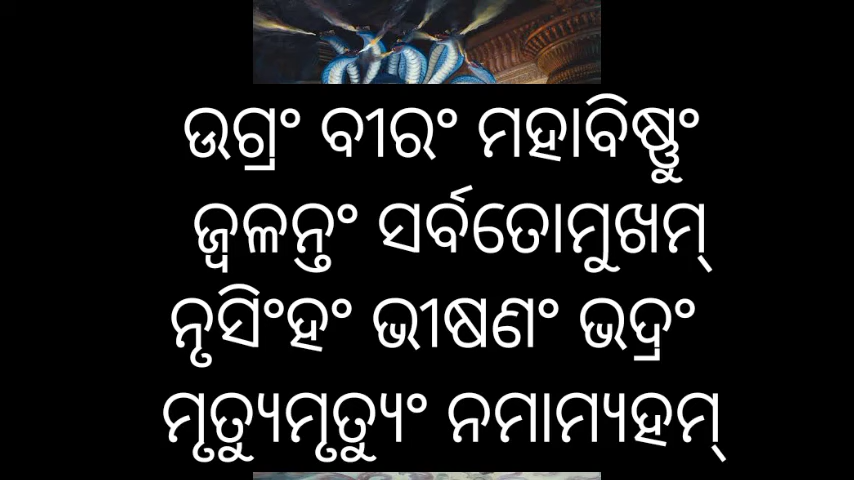 ଉଗ୍ରଂ ବୀରଂ ମହାବିଷ୍ଣୁଂ
ଜ୍ୱଳନ୍ତଂ ସର୍ବତୋମୁଖମ୍
ନୃସିଂହଂ ଭୀଷଣଂ ଭଦ୍ରଂ
ମୃତ୍ୟୁମୃତ୍ୟୁଂ ନମାମ୍ୟହମ୍